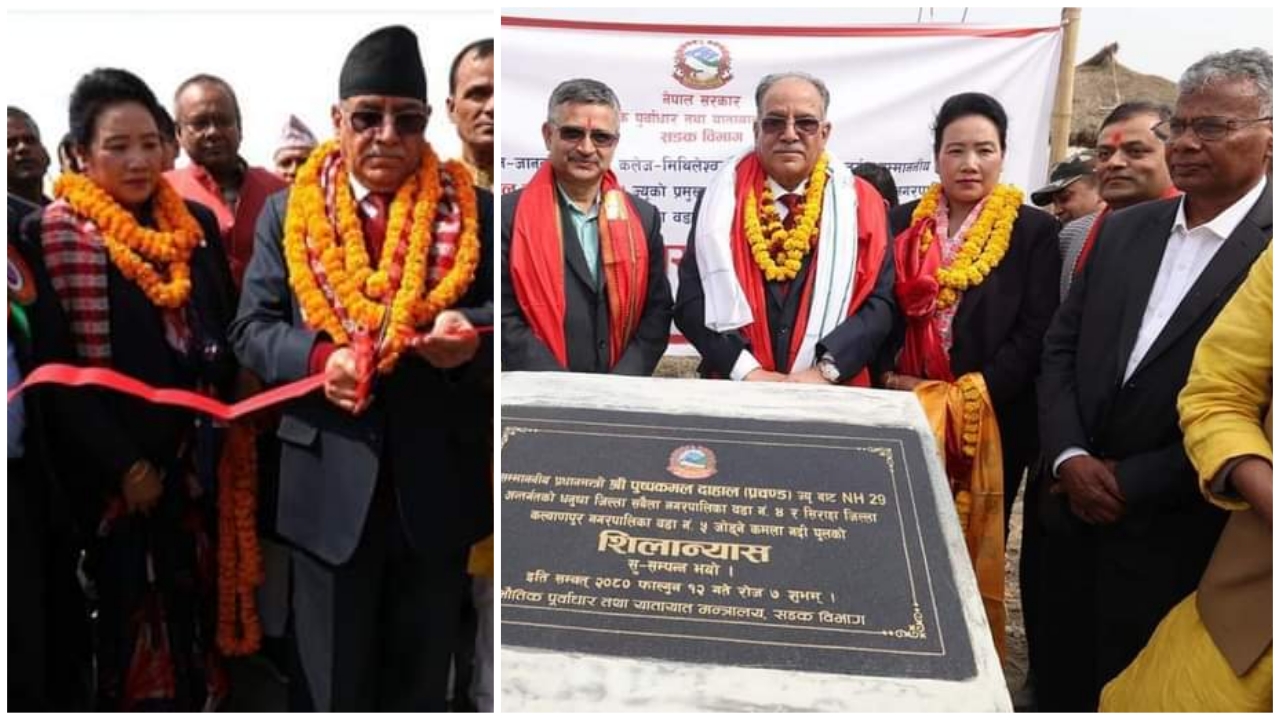 नेपाल सरकार
पूर्वाधार तथा यातायात
सडक विभाग
कलेज-मिथिलेश्व
ज्यूको प्रमुख
सम्माननीय प्रधानमन्त्री श्री पुष्पकमल दाहाल (प्रचण्ड) ज्यू बाट NH 29
अन्तर्गतको धनुषा जिल्ला सबैला नगरपालिका वडा नं. ४ र सिराहा जिल्ला
कल्याणपुर नगरपालिका वडा नं. ५ जोड्ने कमला नदी पूलको
शिलान्यास
सु-सम्पन्न भयो ।
इति सम्बत् २०८० फाल्गुन १२ गते रोज ७ सुभम् ।
भौतिक पूर्वाधार तथा यातायात मन्त्रालय, सडक विभाग